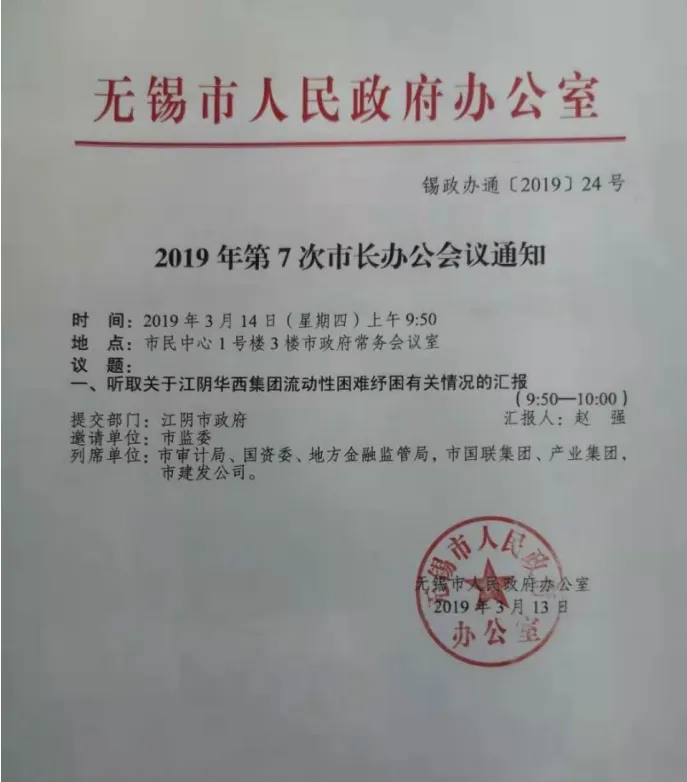 无锡市人民政府办公室
锡政办通〔2019〕24号
2019年第7次市长办公会议通知
时 间：2019年3月14日（星期四）上午9:50
地 点：市民中心1号楼3楼市政府常务会议室
议 题：
一、听取关于江阴华西集团流动性困难纾困有关情况的汇报
（9:50—10:00）
提交部门：江阴市政府 汇报人：赵 强
邀请单位：市监委
列席单位：市审计局、国资委、地方金融监管局，市国联集团、产业集团，
市建发公司。
无锡市人民政府办公室
2019年3月13日
无锡市人民政府
办公室